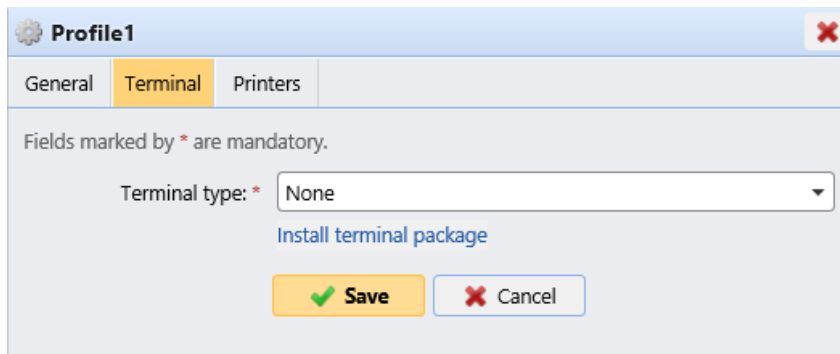 Profile1
General Terminal Printers
Fields marked by * are mandatory.
Terminal type: * None
Install terminal package
Save Cancel